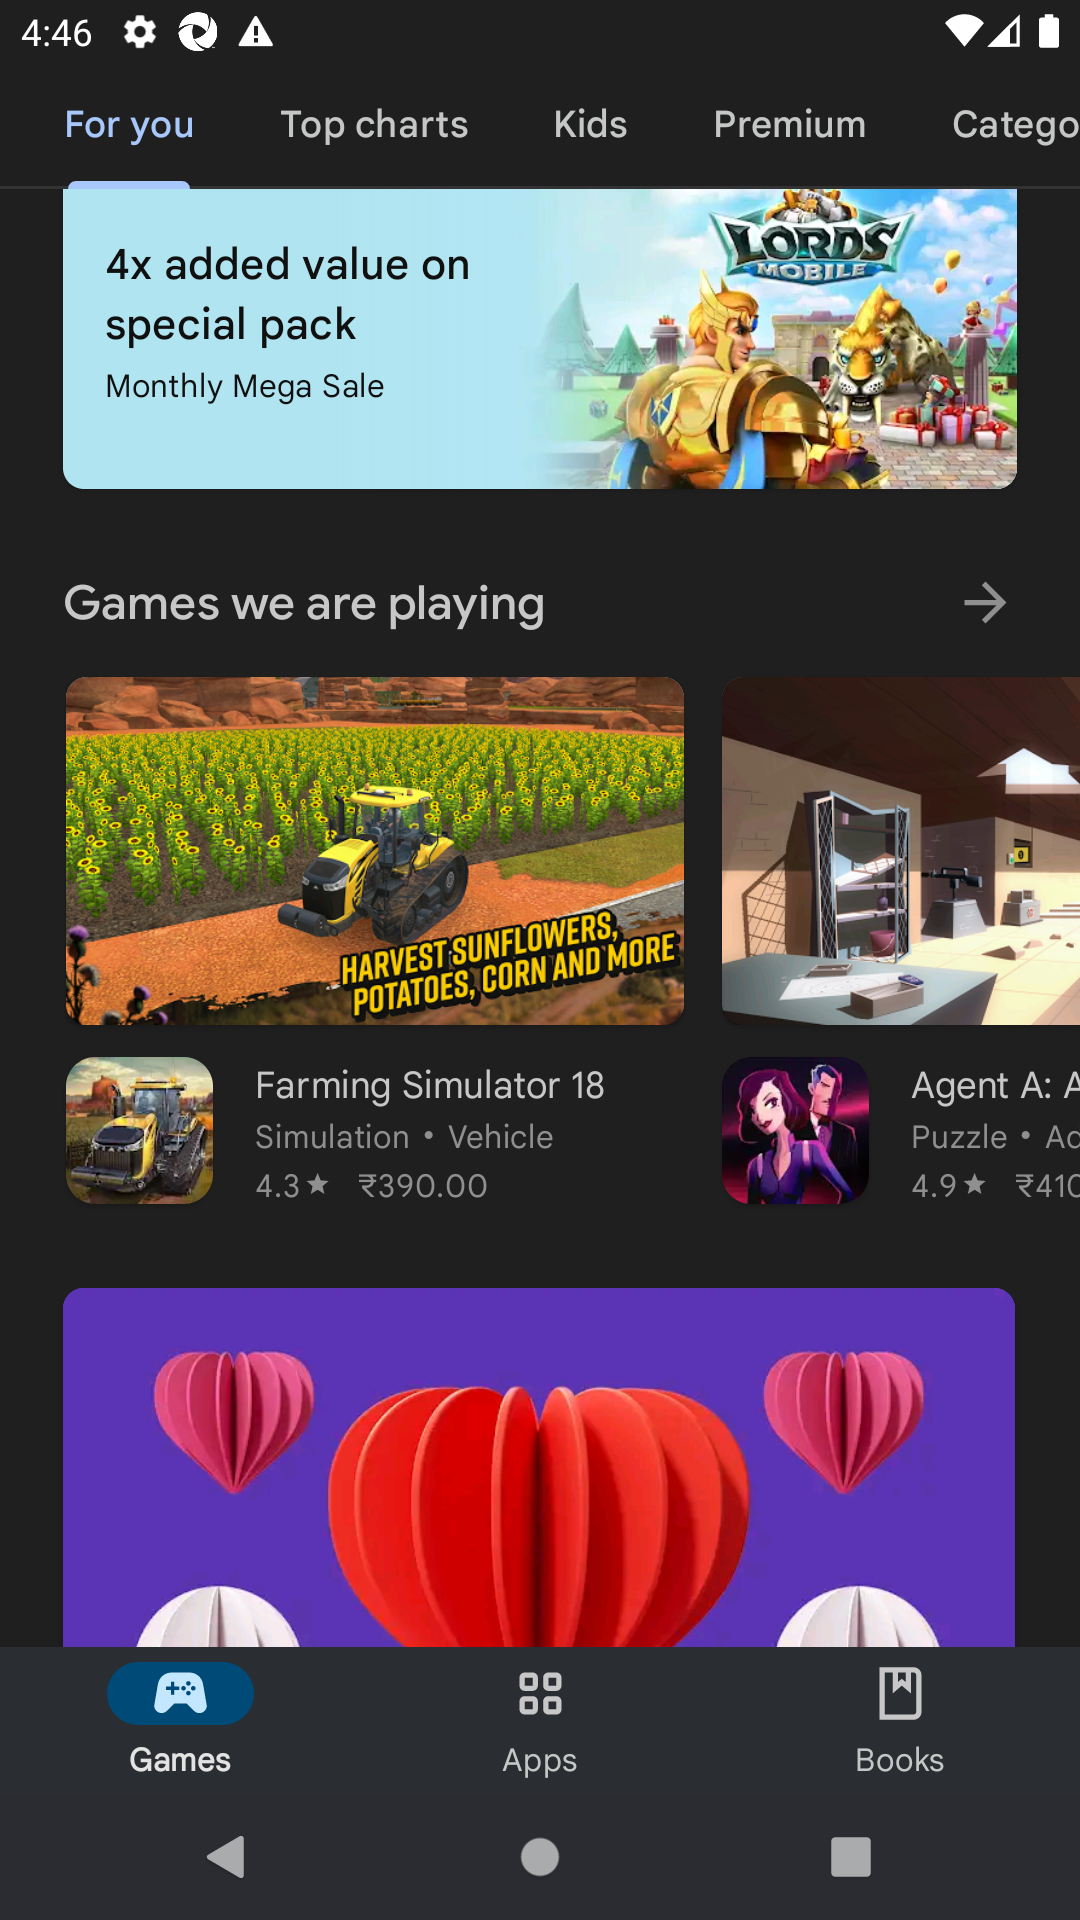 4:46
For you Top charts Kids Premium Catego
4x added value on
special pack
Monthly Mega Sale
LORDS
MOBILE
Games we are playing
HARVEST SUNFLOWERS,
POTATOES, CORN AND MORE
Farming Simulator 18
Simulation • Vehicle
4.3★ ₹390.00
Agent A: A
Puzzle • Ad
4.9★ ₹410
Games Apps Books